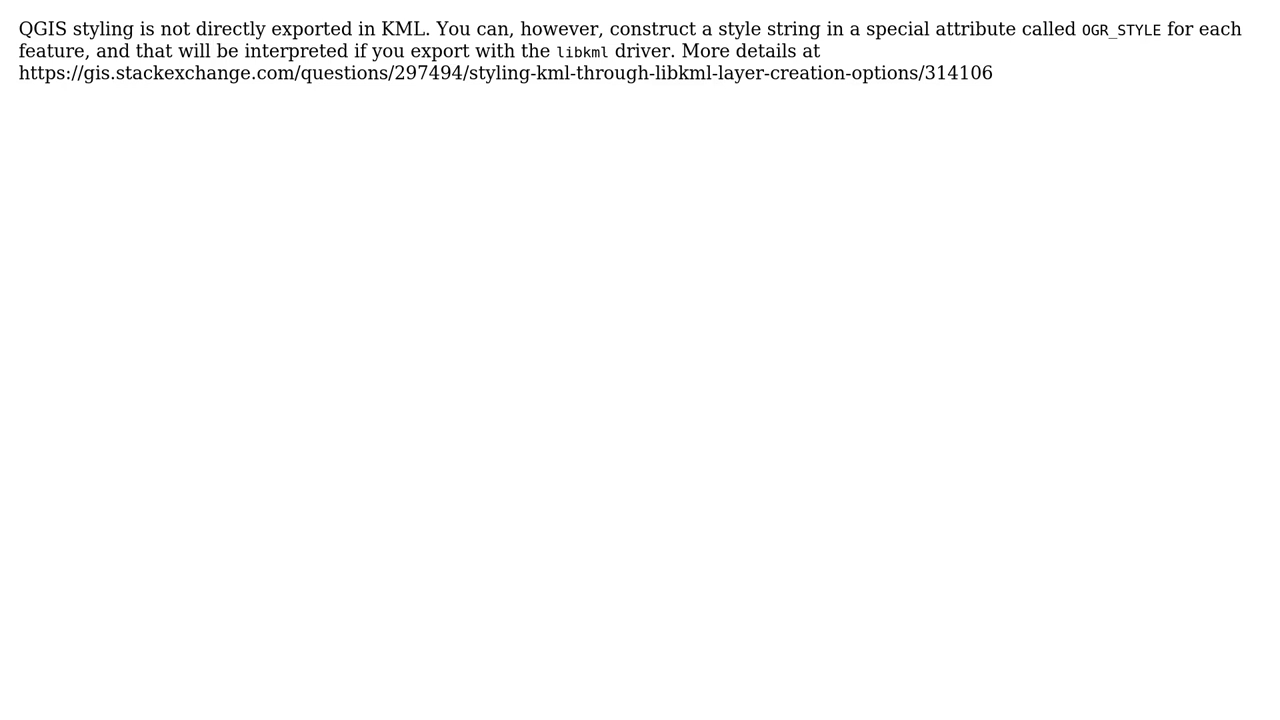 QGIS styling is not directly exported in KML. You can, however, construct a style string in a special attribute called OGR_STYLE for each
feature, and that will be interpreted if you export with the libkml driver. More details at
https://gis.stackexchange.com/questions/297494/styling-kml-through-libkml-layer-creation-options/314106